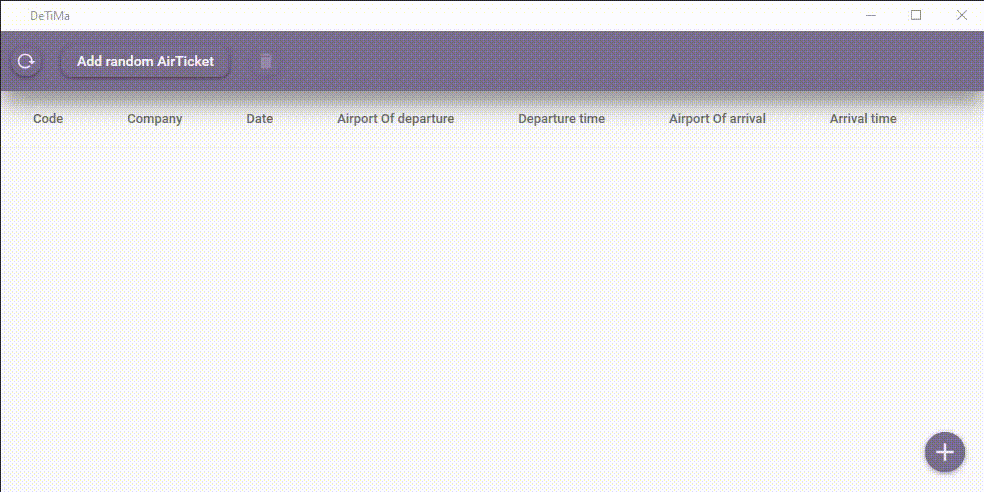 DeTiMa
Add random AirTicket
Code Company Date Airport Of departure Departure time Airport Of arrival Arrival time